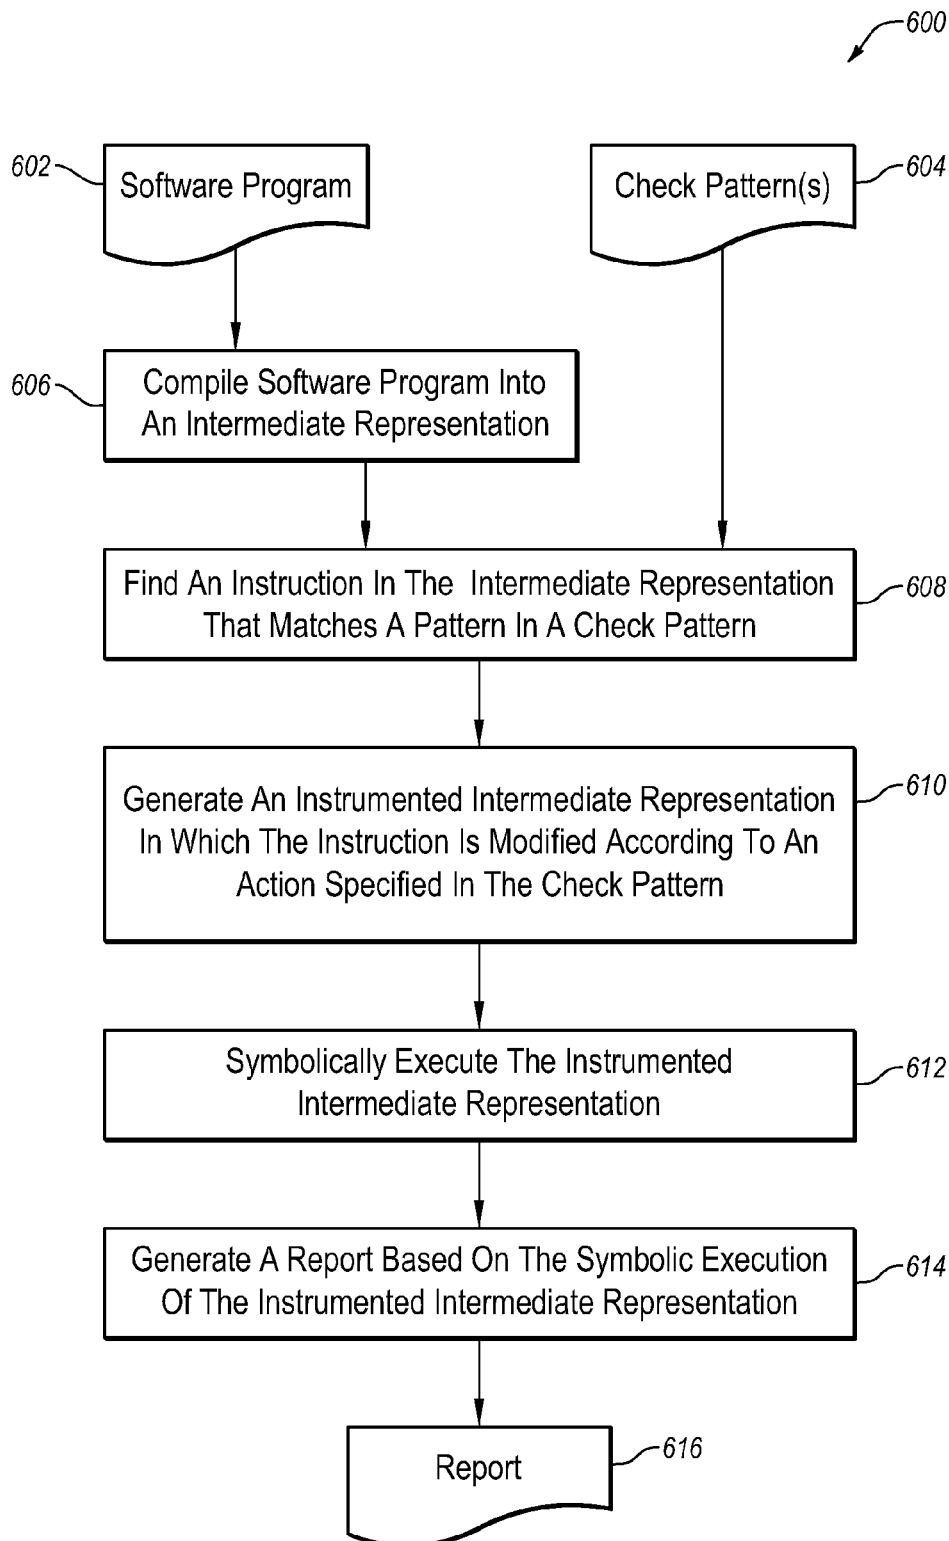 600
602
Software Program
Check Pattern(s)
604
606
Compile Software Program Into
An Intermediate Representation
Find An Instruction In The Intermediate Representation
That Matches A Pattern In A Check Pattern
608
Generate An Instrumented Intermediate Representation
In Which The Instruction Is Modified According To An
Action Specified In The Check Pattern
610
Symbolically Execute The Instrumented
Intermediate Representation
612
Generate A Report Based On The Symbolic Execution
Of The Instrumented Intermediate Representation
614
Report
616